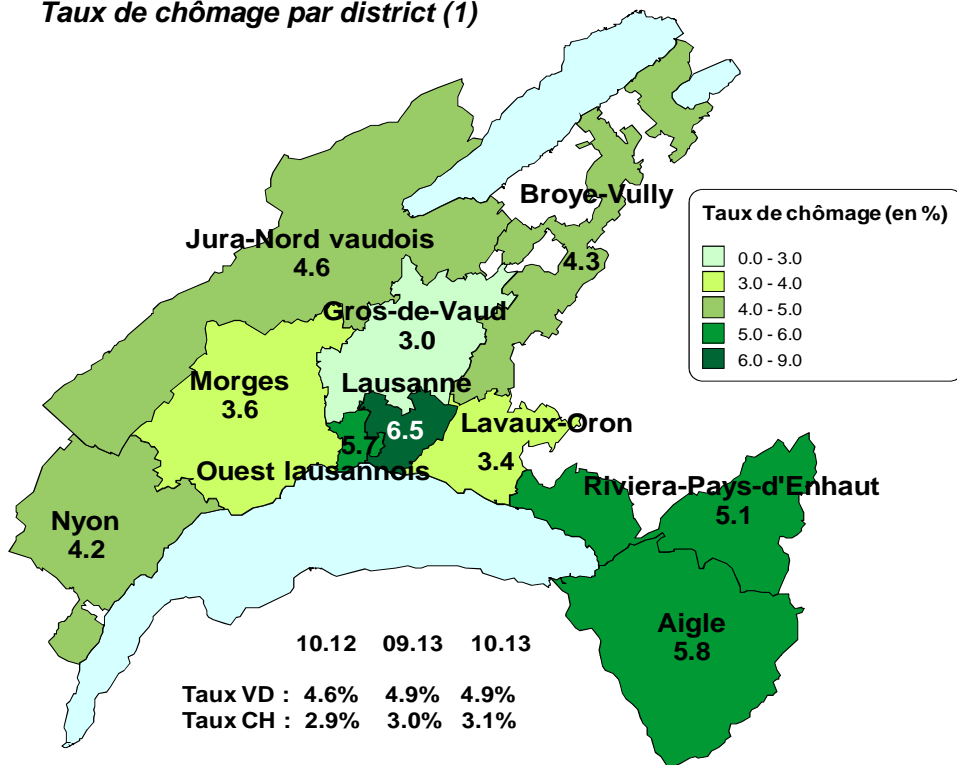 Taux de chômage par district (1)
Broye-Vully
4.3
Taux de chômage (en %)
0.0 - 3.0
3.0 - 4.0
4.0 - 5.0
5.0 - 6.0
6.0 - 9.0
Jura-Nord vaudois
4.6
Gros-de-Vaud
3.0
Morges
3.6
Lausanne
6.5
Lavaux-Oron
3.4
5.7
Ouest lausannois
Riviera-Pays-d'Enhaut
5.1
Nyon
4.2
Aigle
5.8
10.12 09.13 10.13
Taux VD : 4.6% 4.9% 4.9%
Taux CH : 2.9% 3.0% 3.1%